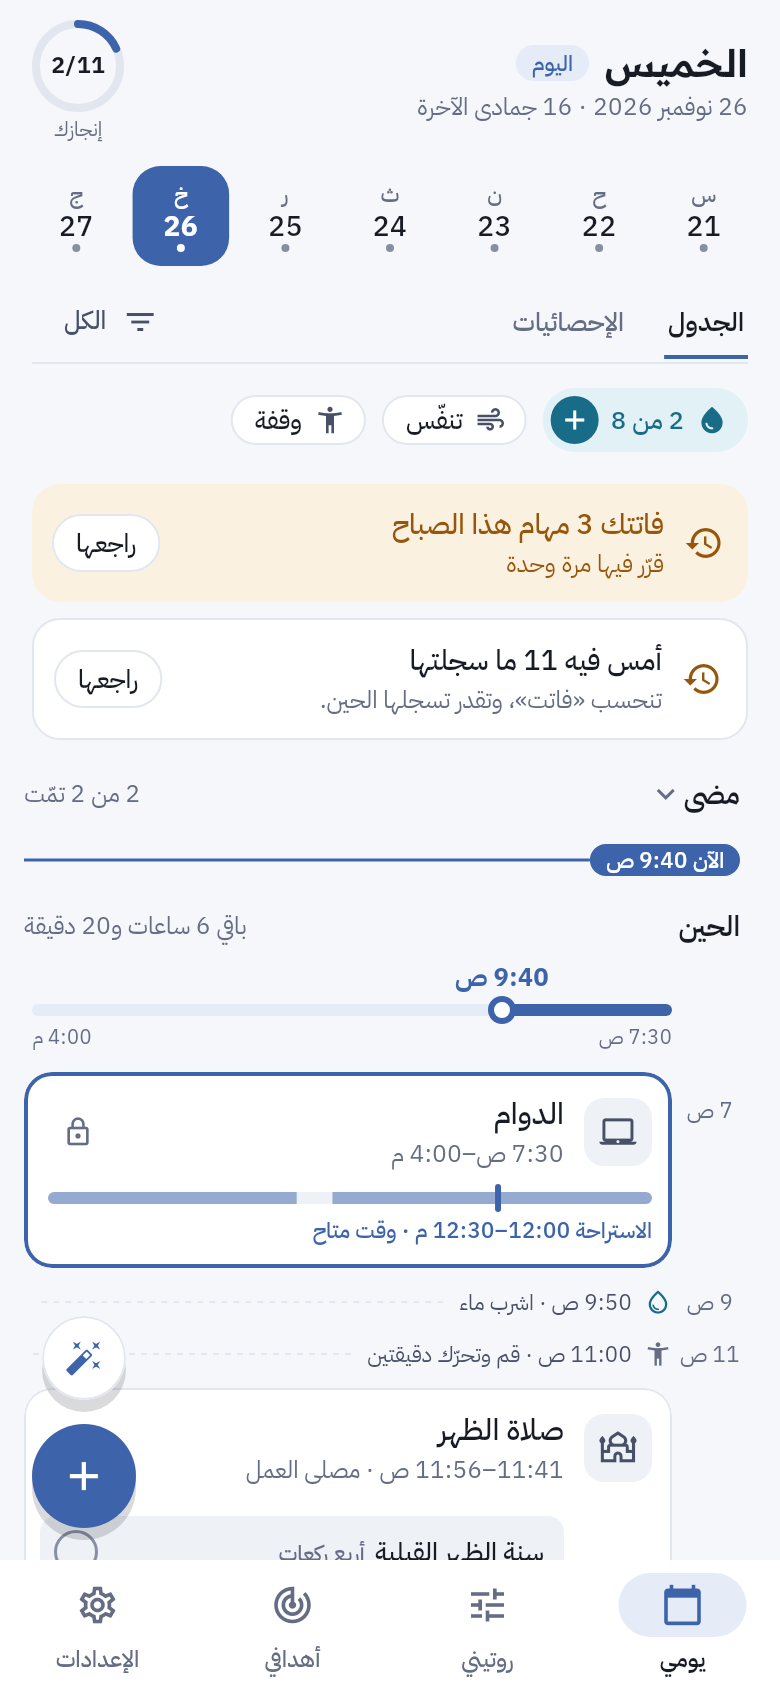 الخميس اليوم
26 نوفمبر 2026 · 16 جمادى الآخرة
2/11
إنجازك
س ح ن ث ر خ ج
21 22 23 24 25 26 27
الجدول الإحصائيات الكل
2 من 8 تنفّس وقفة
فاتتك 3 مهام هذا الصباح
قرّر فيها مرة وحدة
راجعها
أمس فيه 11 ما سجلتها
تنحسب «فاتت»، وتقدر تسجلها الحين.
راجعها
مضى 2 من 2 تمّت
الآن 9:40 ص
الحين باقي 6 ساعات و20 دقيقة
9:40 ص
7:30 ص 4:00 م
7 ص
الدوام
7:30 ص–4:00 م
الاستراحة 12:00–12:30 م · وقت متاح
9 ص 9:50 ص · اشرب ماء
11 ص 11:00 ص · قم وتحرّك دقيقتين
صلاة الظهر
11:41–11:56 ص · مصلى العمل
سنة الظهر القبلية أربع ركعات
يومي روتيني أهدافي الإعدادات